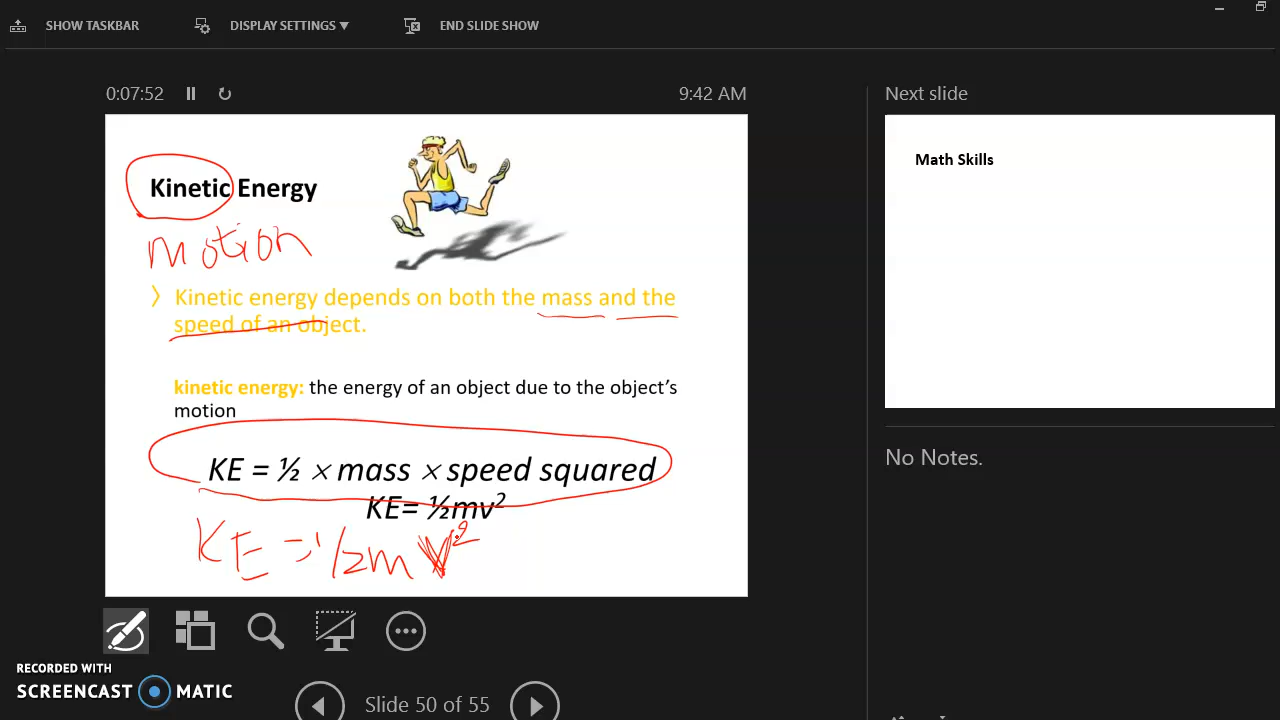 SHOW TASKBAR DISPLAY SETTINGS ▼ END SLIDE SHOW
0:07:52 9:42 AM
Kinetic Energy
motion
〉 Kinetic energy depends on both the mass and the
speed of an object.
kinetic energy: the energy of an object due to the object’s
motion
KE = ½ × mass × speed squared
KE= ½mv²
KE = 1/2mV²
Next slide
Math Skills
No Notes.
Slide 50 of 55
RECORDED WITH
SCREENCAST MATIC